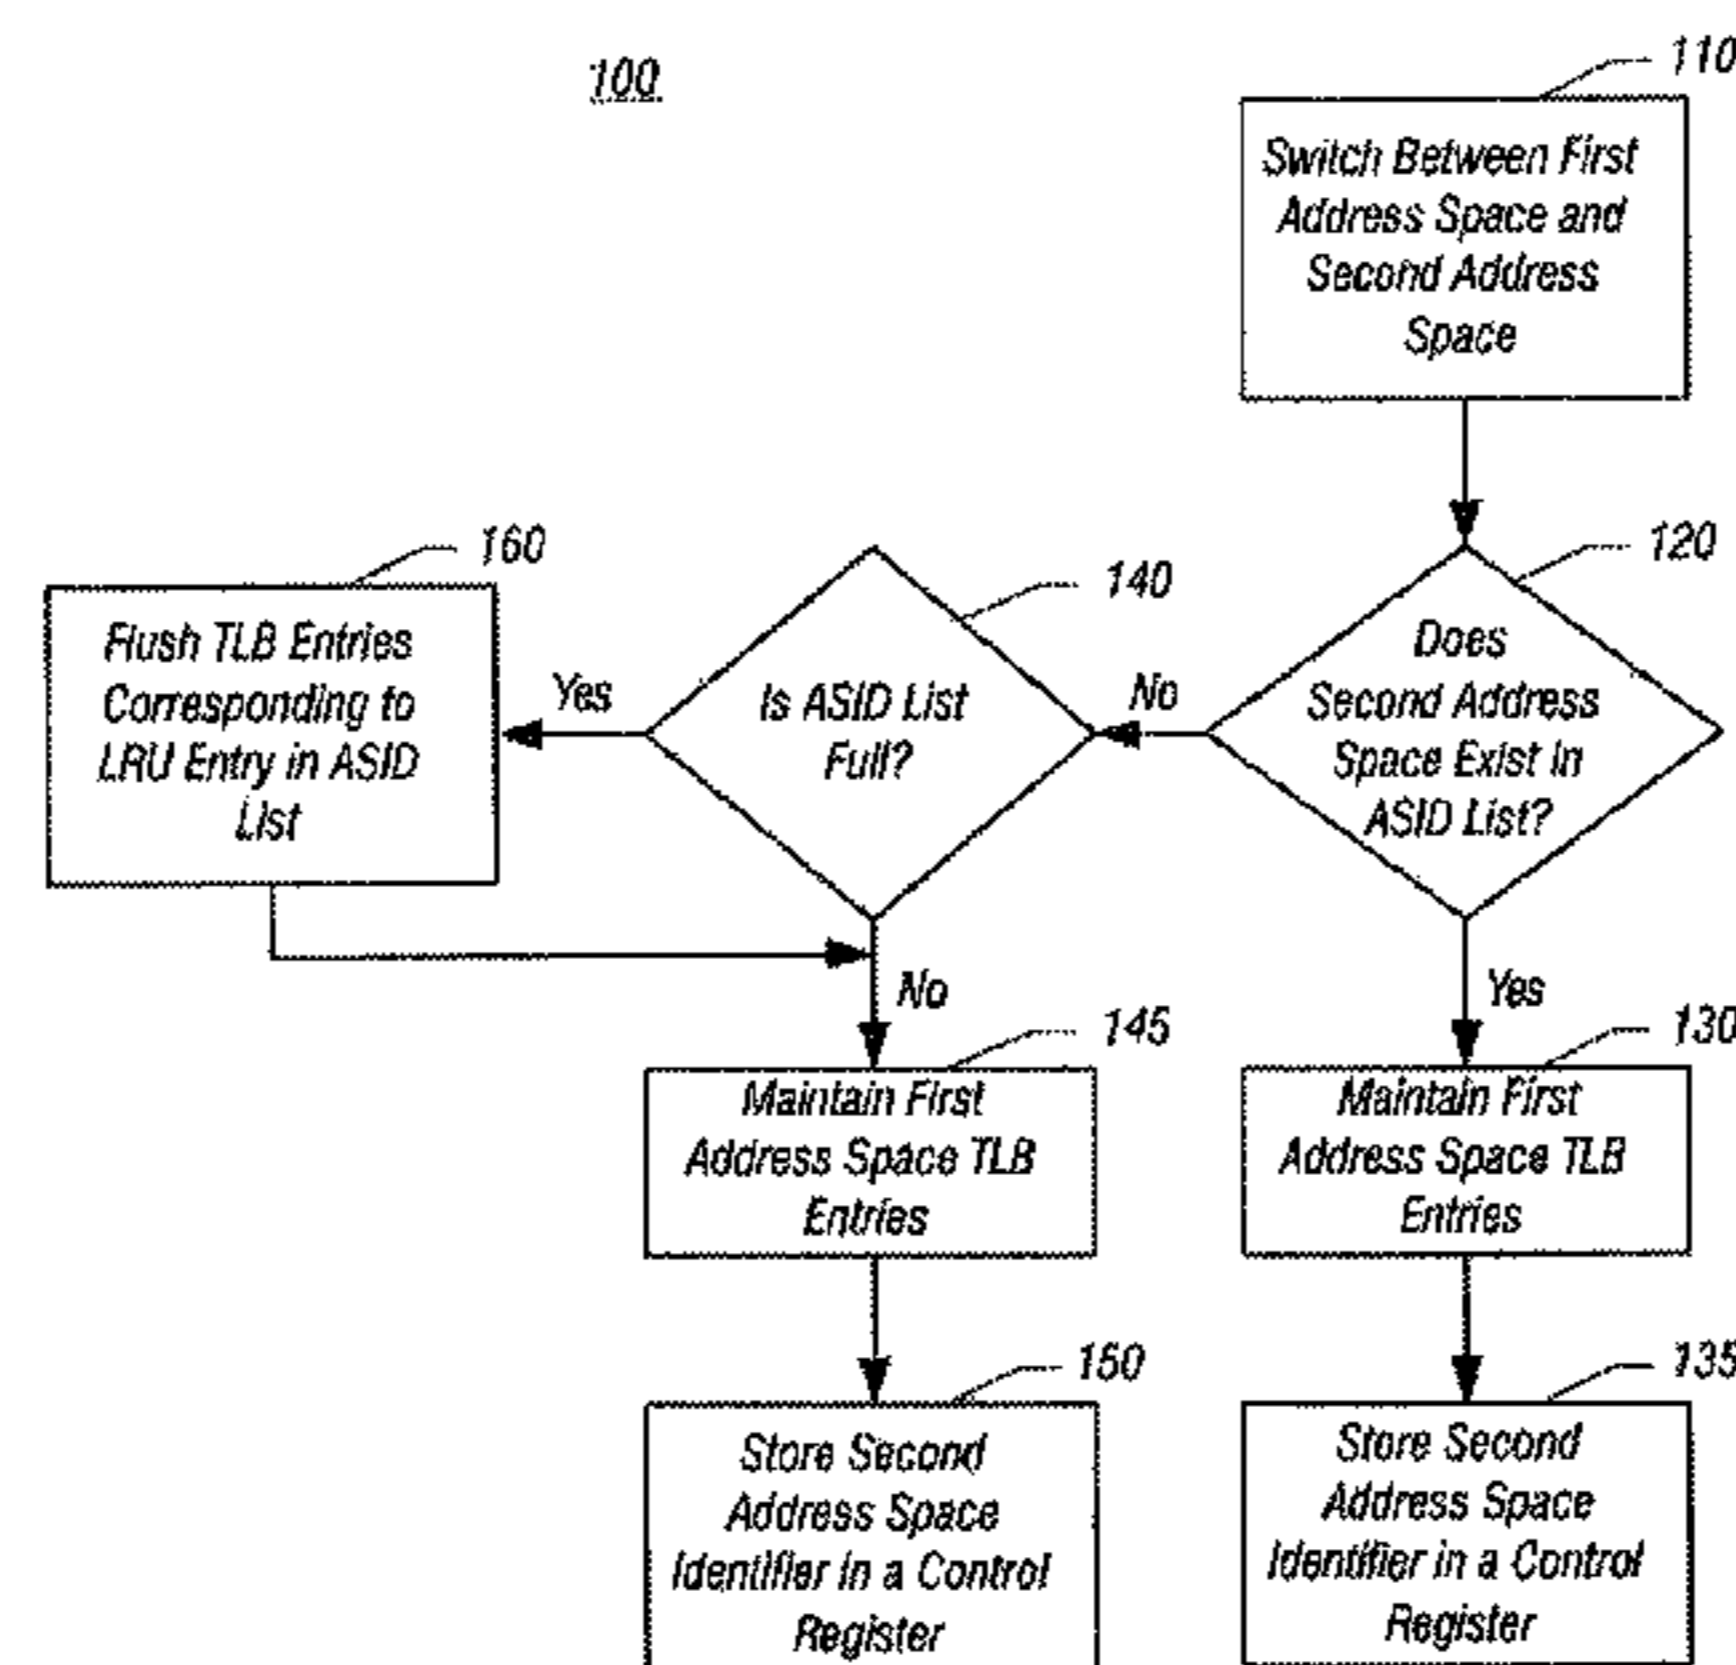 100
110
Switch Between First
Address Space and
Second Address
Space
160
140
120
Flush TLB Entries
Corresponding to
LRU Entry in ASID
List
Yes
Is ASID List
Full?
No
Does
Second Address
Space Exist in
ASID List?
No
Yes
145
130
Maintain First
Address Space TLB
Entries
Maintain First
Address Space TLB
Entries
150
135
Store Second
Address Space
Identifier in a Control
Register
Store Second
Address Space
Identifier in a Control
Register